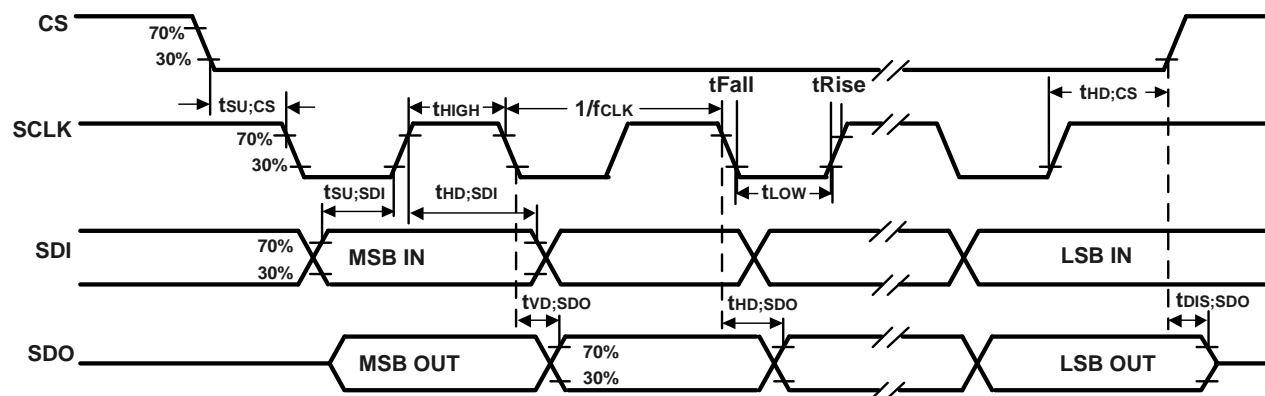 CS
70%
30%
tFall
tRise
tSU;CS
tHIGH
1/fCLK
tHD;CS
SCLK
70%
30%
tSU;SDI
tHD;SDI
tLOW
SDI
70%
30%
MSB IN
LSB IN
tVD;SDO
tHD;SDO
tDIS;SDO
SDO
MSB OUT
70%
30%
LSB OUT